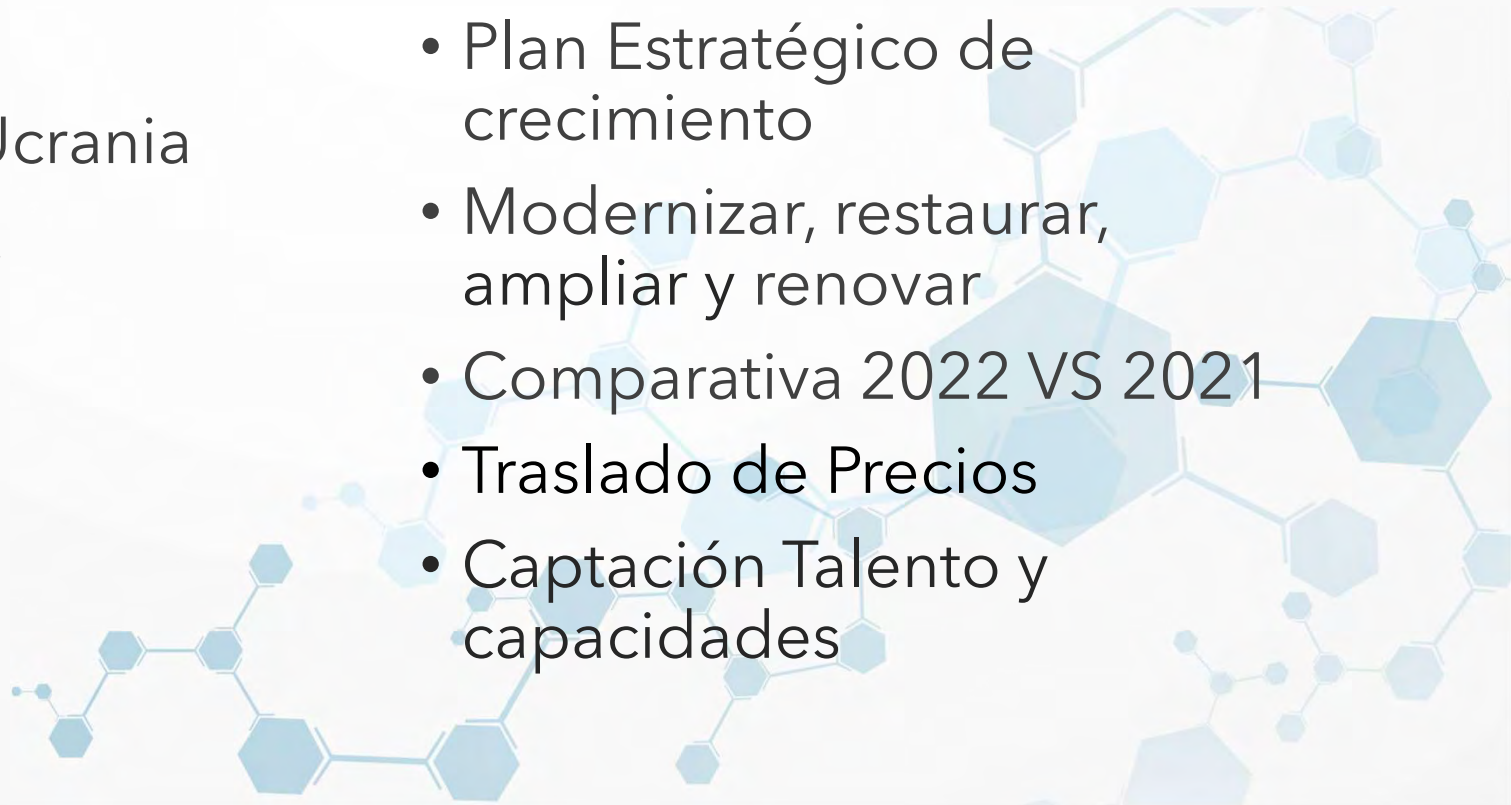 Ucrania
• Plan Estratégico de
crecimiento
• Modernizar, restaurar,
ampliar y renovar
• Comparativa 2022 VS 2021
• Traslado de Precios
• Captación Talento y
capacidades